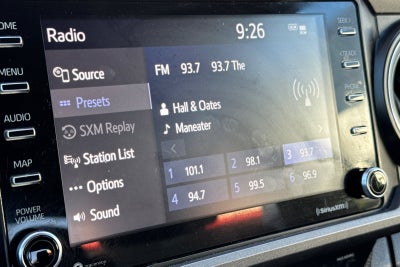 HOME
Radio
9:26
SEEK
MENU
Source
FM 93.7 93.7 The
TRACK
Presets
Hall & Oates
PHONE
AUDIO
SXM Replay
Maneater
Station List
1 101.1
2 98.1
3 93.7
MAP
Options
4 94.7
5 99.5
6 96.9
POWER
VOLUME
Sound
SiriusXM